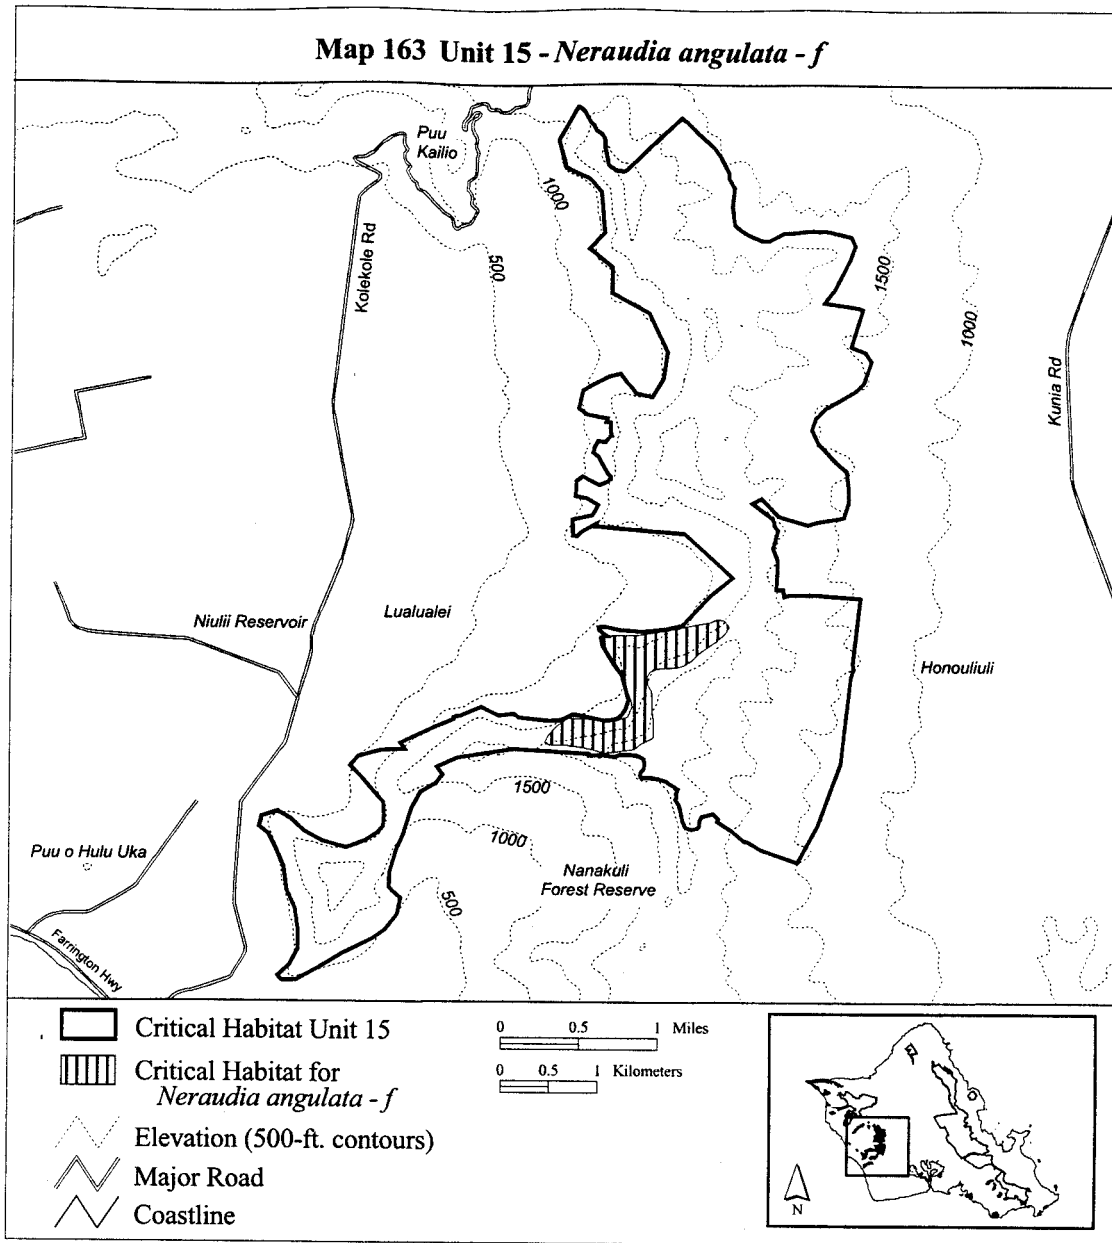 Map 163 Unit 15 - Neraudia angulata - f
Puu
Kailio
1000
Kolekole Rd
500
1500
1000
Kunia Rd
Niulii Reservoir
Lualualei
Honouliuli
1500
1000
Puu o Hulu Uka
Nanakuli
Forest Reserve
500
Farrington Hwy
Critical Habitat Unit 15
Critical Habitat for
Neraudia angulata - f
Elevation (500-ft. contours)
Major Road
Coastline
0 0.5 1 Miles
0 0.5 1 Kilometers
N